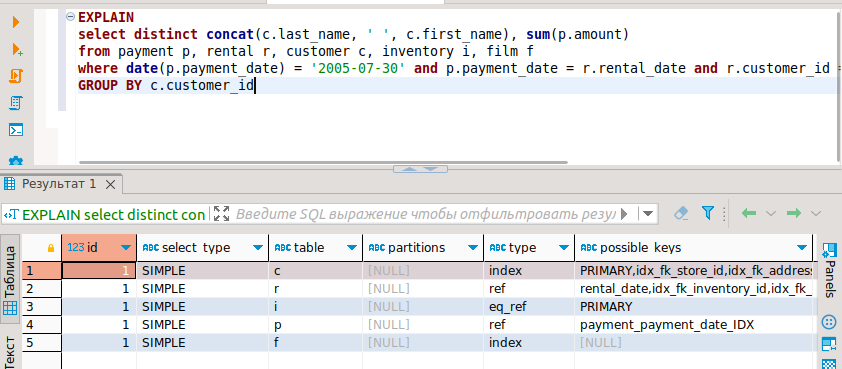 EXPLAIN
select distinct concat(c.last_name, ' ', c.first_name), sum(p.amount)
from payment p, rental r, customer c, inventory i, film f
where date(p.payment_date) = '2005-07-30' and p.payment_date = r.rental_date and r.customer_id =
GROUP BY c.customer_id
Результат 1
EXPLAIN select distinct con
Введите SQL выражение чтобы отфильтровать резул
123 id ABC select_type ABC table ABC partitions ABC type ABC possible_keys
1 1 SIMPLE c [NULL] index PRIMARY,idx_fk_store_id,idx_fk_address
2 1 SIMPLE r [NULL] ref rental_date,idx_fk_inventory_id,idx_fk_
3 1 SIMPLE i [NULL] eq_ref PRIMARY
4 1 SIMPLE p [NULL] ref payment_payment_date_IDX
5 1 SIMPLE f [NULL] index [NULL]
Таблица
Текст
Panels